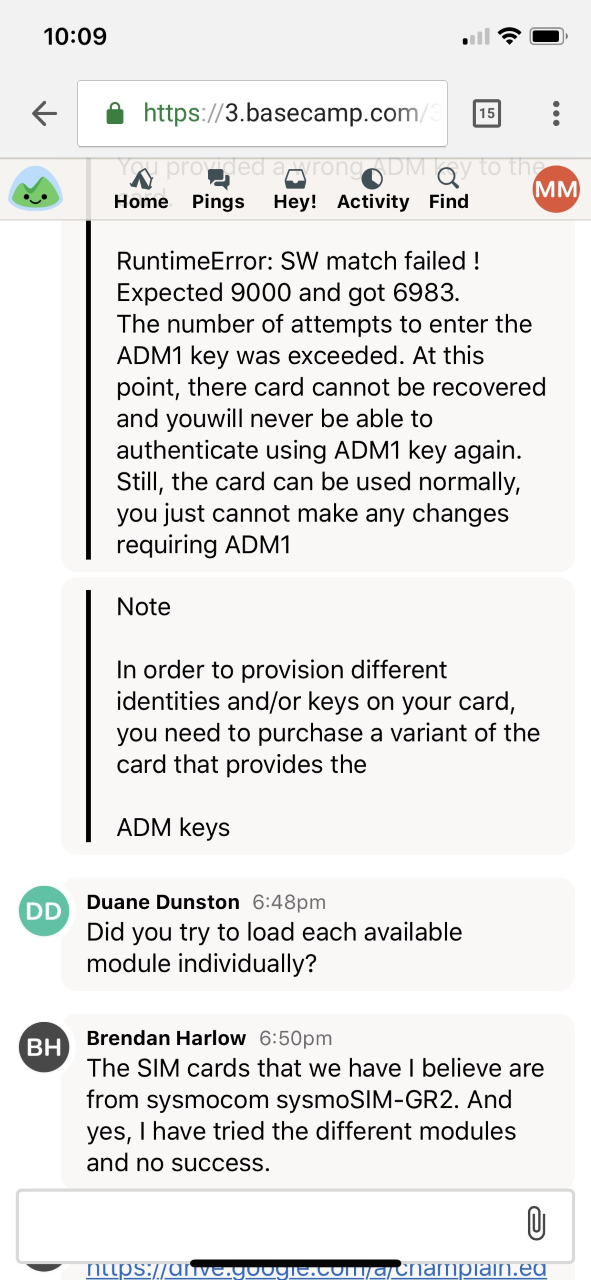 10:09
https://3.basecamp.com/3
15
You provided a wrong ADM key to the
card.
Home Pings Hey! Activity Find
MM
RuntimeError: SW match failed !
Expected 9000 and got 6983.
The number of attempts to enter the
ADM1 key was exceeded. At this
point, there card cannot be recovered
and youwill never be able to
authenticate using ADM1 key again.
Still, the card can be used normally,
you just cannot make any changes
requiring ADM1
Note
In order to provision different
identities and/or keys on your card,
you need to purchase a variant of the
card that provides the
ADM keys
DD
Duane Dunston 6:48pm
Did you try to load each available
module individually?
BH
Brendan Harlow 6:50pm
The SIM cards that we have I believe are
from sysmocom sysmoSIM-GR2. And
yes, I have tried the different modules
and no success.
https://drive.google.com/a/champlain.ed